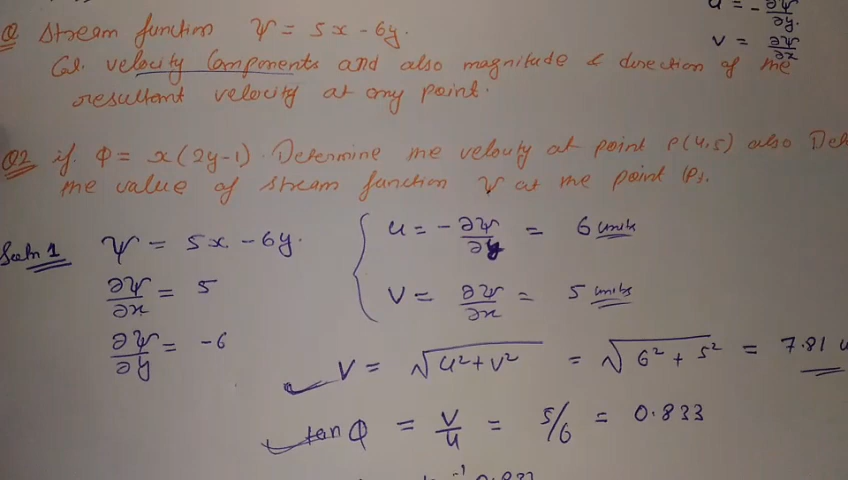 u = - ∂ψ/∂y.
v = ∂ψ/∂x
Q Stream function ψ = 5x - 6y.
Cal. velocity Components and also magnitude & direction of the
resultant velocity at any point.
Q2 if φ = x(2y-1). Determine the velocity at point P(4,5) also Det
the value of stream function ψ at the point (P).
Soln 1 ψ = 5x - 6y. u = - ∂ψ/∂y = 6 units
∂ψ/∂x = 5 V = ∂ψ/∂x = 5 units
∂ψ/∂y = -6
V = √u²+v² = √6²+5² = 7.81 u
tan φ = V/u = 5/6 = 0.833